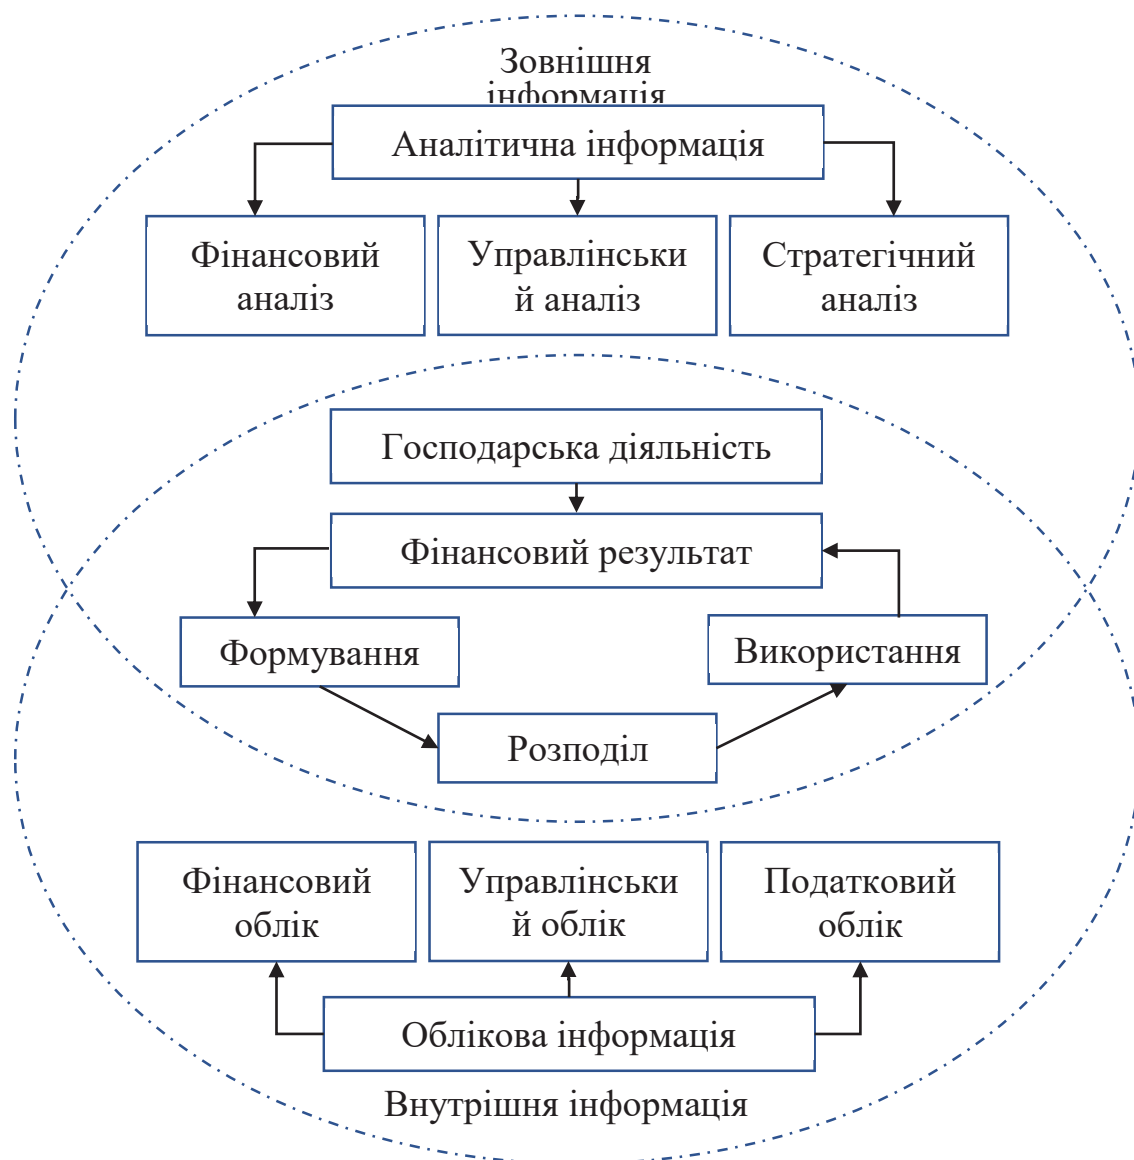 Зовнішня
інформація
Аналітична інформація
Фінансовий
аналіз
Управлінськи
й аналіз
Стратегічний
аналіз
Господарська діяльність
Фінансовий результат
Формування
Використання
Розподіл
Фінансовий
облік
Управлінськи
й облік
Податковий
облік
Облікова інформація
Внутрішня інформація